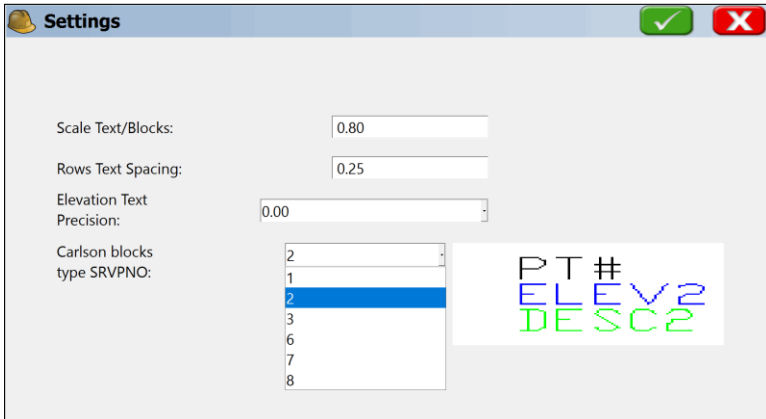 Settings
Scale Text/Blocks:
0.80
Rows Text Spacing:
0.25
Elevation Text
Precision:
0.00
Carlson blocks
type SRVPNO:
2
1
2
3
6
7
8
PT#
ELEV2
DESC2